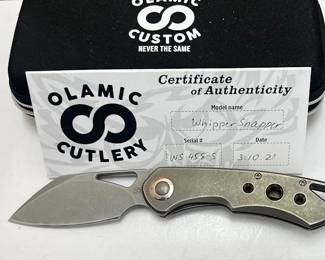 OLAMIC
CUSTOM
NEVER THE SAME
OLAMIC
CUTLERY
Certificate
of Authenticity
Model name
Whipper Snapper
Serial #
Date
WS 455-S
3-10.21